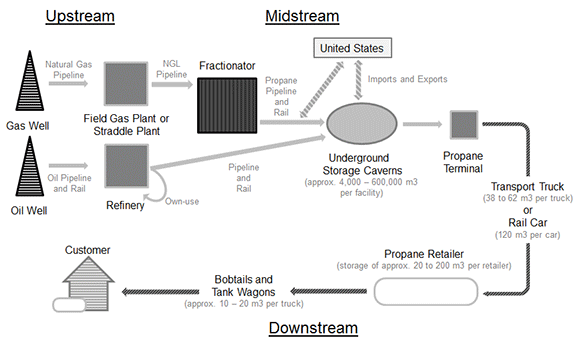 Upstream
Midstream
United States
Natural Gas
Pipeline
NGL
Pipeline
Fractionator
Propane
Pipeline
and
Rail
Imports and Exports
Gas Well
Field Gas Plant or
Straddle Plant
Oil Pipeline
and Rail
Pipeline
and
Rail
Underground
Storage Caverns
(approx. 4,000 – 600,000 m3
per facility)
Propane
Terminal
Oil Well
Refinery
Own-use
Transport Truck
(38 to 62 m3 per truck)
or
Rail Car
(120 m3 per car)
Customer
Propane Retailer
(storage of approx. 20 to 200 m3 per retailer)
Bobtails and
Tank Wagons
(approx. 10 – 20 m3 per truck)
Downstream